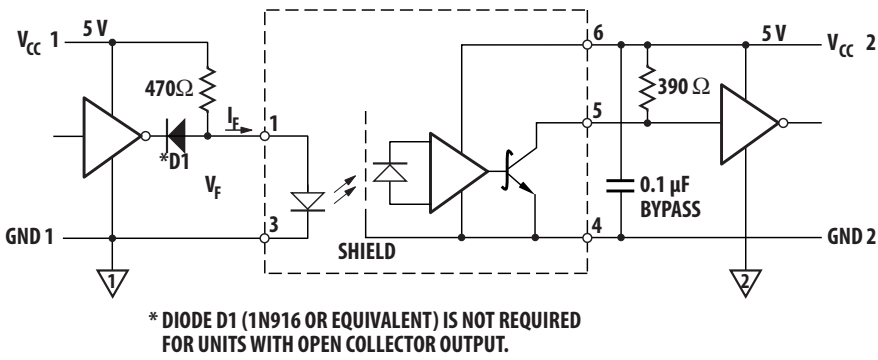 5 V
V_CC 1
470Ω
I_F
1
*D1
V_F
3
GND 1
1
SHIELD
6
5 V
V_CC 2
390 Ω
5
0.1 µF
BYPASS
4
GND 2
2
* DIODE D1 (1N916 OR EQUIVALENT) IS NOT REQUIRED
FOR UNITS WITH OPEN COLLECTOR OUTPUT.